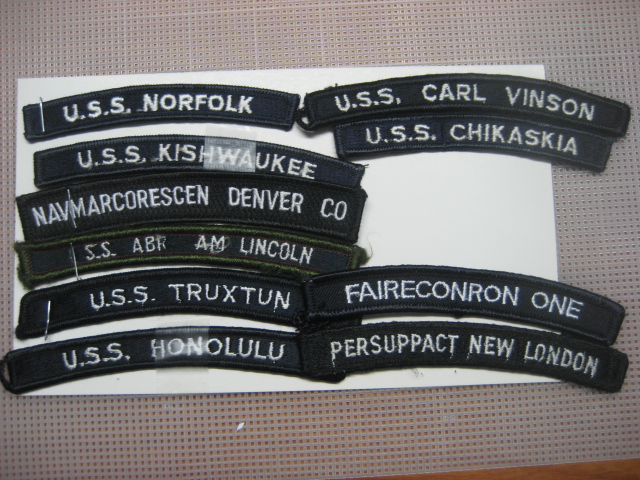 U.S.S. NORFOLK
U.S.S. CARL VINSON
U.S.S. CHIKASKIA
U.S.S. KISHWAUKEE
NAVMARCORESCEN DENVER CO
S.S. ABR AM LINCOLN
U.S.S. TRUXTUN
FAIRECONRON ONE
U.S.S. HONOLULU
PERSUPPACT NEW LONDON